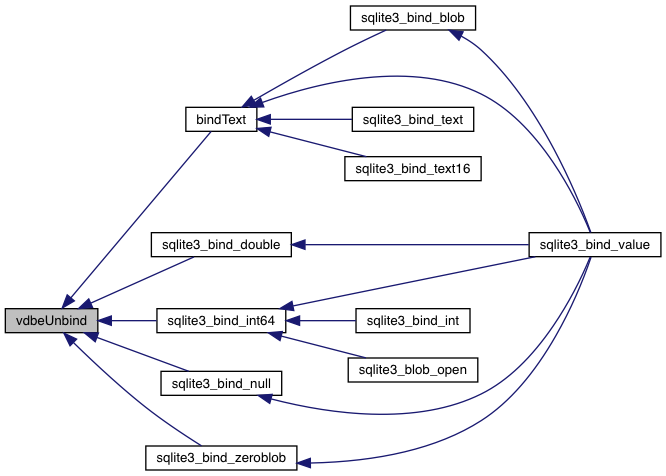 sqlite3_bind_blob
bindText
sqlite3_bind_text
sqlite3_bind_text16
sqlite3_bind_double
sqlite3_bind_value
vdbeUnbind
sqlite3_bind_int64
sqlite3_bind_int
sqlite3_blob_open
sqlite3_bind_null
sqlite3_bind_zeroblob